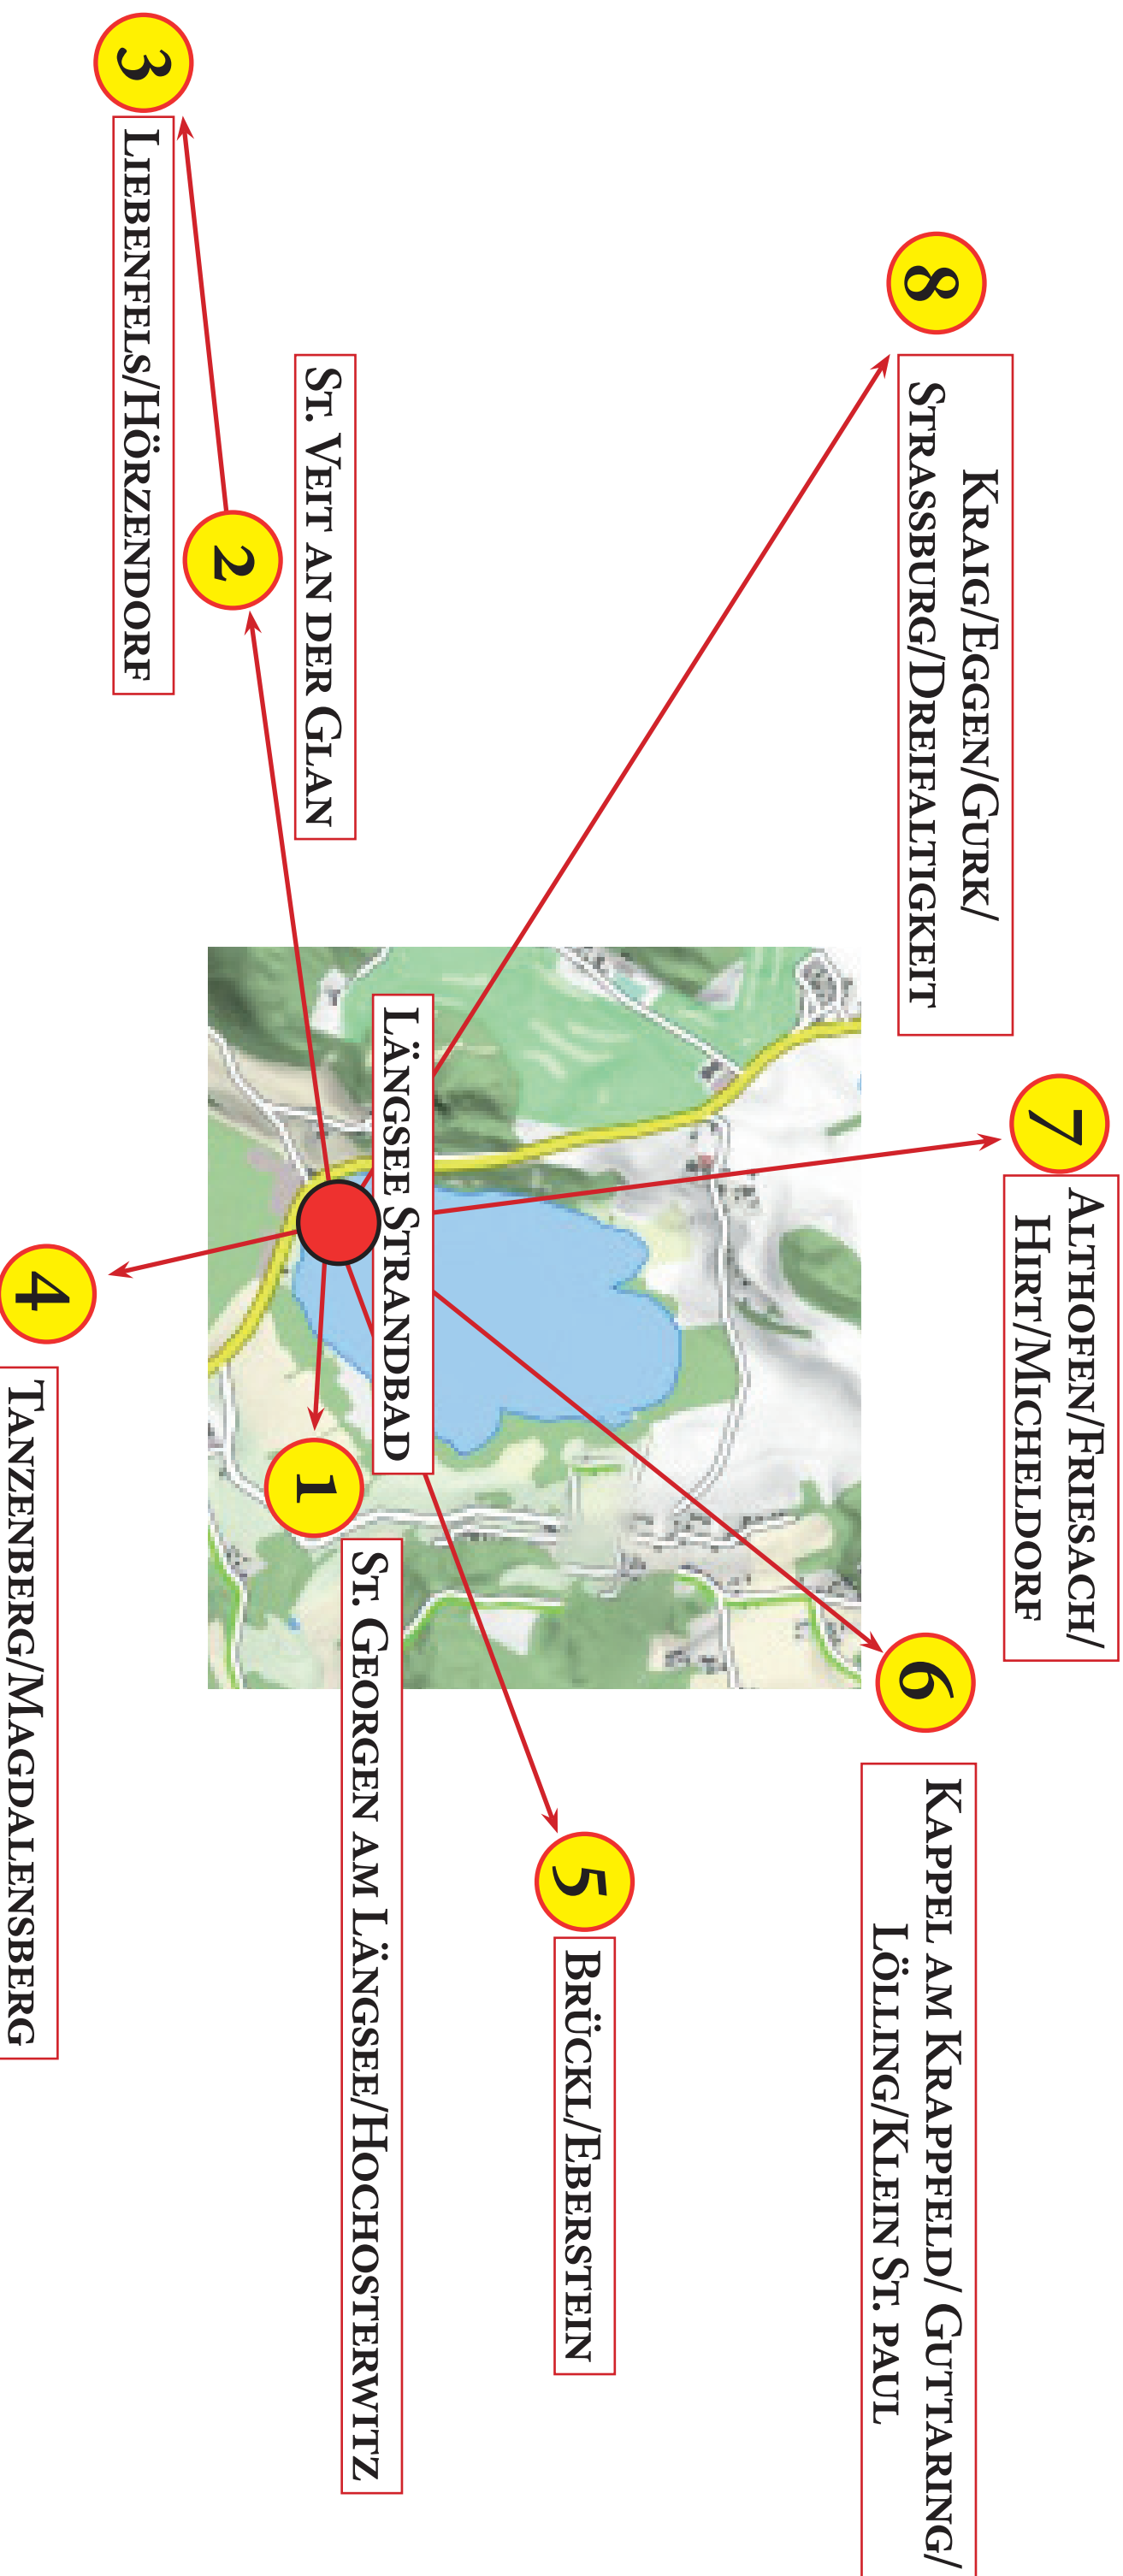 7
Althofen/Friesach/
Hirt/Micheldorf
8
Kraig/Eggen/Gurk/
Strassburg/Dreifaltigkeit
6
Kappel am Krappfeld/ Guttaring/
Lölling/Klein St. paul
5
Brückl/Eberstein
Längsee Strandbad
St. Veit an der Glan
2
1
St. Georgen am Längsee/Hochosterwitz
3
Liebenfels/Hörzendorf
4
Tanzenberg/Magdalensberg